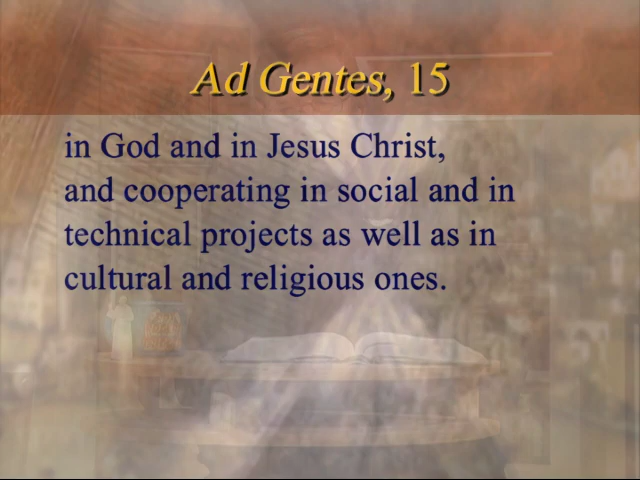 Ad Gentes, 15
in God and in Jesus Christ,
and cooperating in social and in
technical projects as well as in
cultural and religious ones.